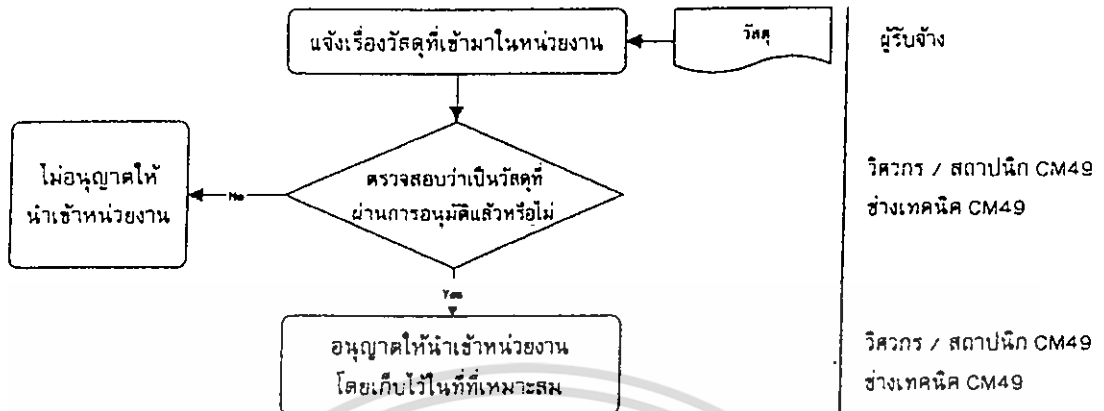 แจ้งเรื่องวัสดุที่เข้ามาในหน่วยงาน
วัสดุ
ผู้รับจ้าง
ไม่อนุญาตให้
นำเข้าหน่วยงาน
No
ตรวจสอบว่าเป็นวัสดุที่
ผ่านการอนุมัติแล้วหรือไม่
วิศวกร / สถาปนิก CM49
ช่างเทคนิค CM49
Yes
อนุญาตให้นำเข้าหน่วยงาน
โดยเก็บไว้ในที่ที่เหมาะสม
วิศวกร / สถาปนิก CM49
ช่างเทคนิค CM49